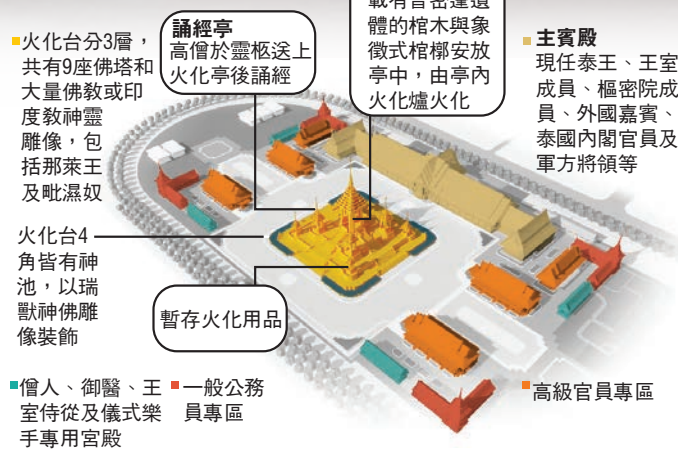 火化台分3層，
共有9座佛塔和
大量佛教或印
度教神靈
雕像，包
括那萊王
及毗濕奴
誦經亭
高僧於靈柩送上
火化亭後誦經
載有普密蓬遺
體的棺木與象
徵式棺槨安放
亭中，由亭內
火化爐火化
主賓殿
現任泰王、王室
成員、樞密院成
員、外國嘉賓、
泰國內閣官員及
軍方將領等
火化台4
角皆有神
池，以瑞
獸神佛雕
像裝飾
暫存火化用品
僧人、御醫、王
室侍從及儀式樂
手專用宮殿
一般公務
員專區
高級官員專區